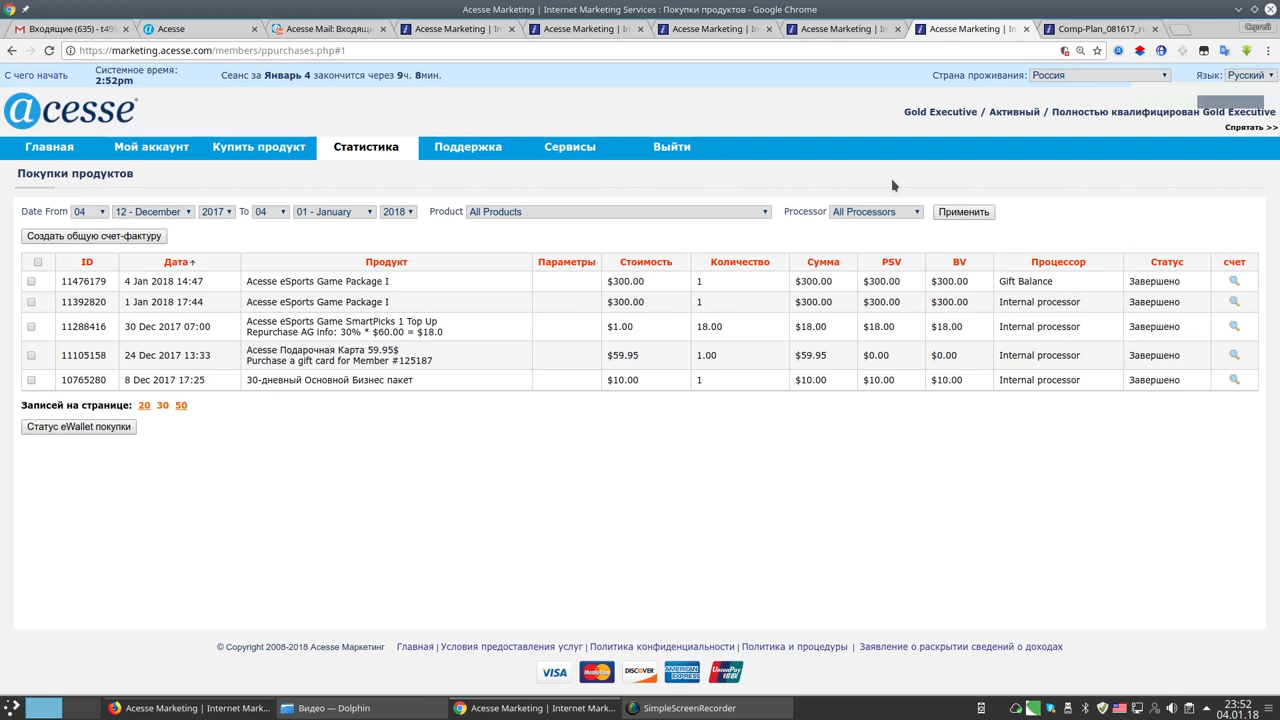 Acesse Marketing | Internet Marketing Services : Покупки продуктов - Google Chrome
Входящие (635) - t49
Acesse
Acesse Mail: Входящи
Acesse Marketing | In
Acesse Marketing | In
Acesse Marketing | In
Acesse Marketing | In
Acesse Marketing | In
Comp-Plan_081617_ru
Сергей
https://marketing.acesse.com/members/ppurchases.php#1
С чего начать
Системное время:
2:52pm
Сеанс за Январь 4 закончится через 9ч. 8мин.
Страна проживания: Россия
Язык: Русский
@cesse
Gold Executive / Активный / Полностью квалифицирован Gold Executive
Спрятать >>
Главная Мой аккаунт Купить продукт Статистика Поддержка Сервисы Выйти
Покупки продуктов
Date From 04 12 - December 2017 To 04 01 - January 2018 Product All Products Processor All Processors Применить
Создать общую счет-фактуру
ID Дата Продукт Параметры Стоимость Количество Сумма PSV BV Процессор Статус счет
11476179 4 Jan 2018 14:47 Acesse eSports Game Package I $300.00 1 $300.00 $300.00 $300.00 Gift Balance Завершено
11392820 1 Jan 2018 17:44 Acesse eSports Game Package I $300.00 1 $300.00 $300.00 $300.00 Internal processor Завершено
11288416 30 Dec 2017 07:00 Acesse eSports Game SmartPicks 1 Top Up $1.00 18.00 $18.00 $18.00 $18.00 Internal processor Завершено
Repurchase AG info: 30% * $60.00 = $18.0
11105158 24 Dec 2017 13:33 Acesse Подарочная Карта 59.95$ $59.95 1.00 $59.95 $0.00 $0.00 Internal processor Завершено
Purchase a gift card for Member #125187
10765280 8 Dec 2017 17:25 30-дневный Основной Бизнес пакет $10.00 1 $10.00 $10.00 $10.00 Internal processor Завершено
Записей на странице: 20 30 50
Статус eWallet покупки
© Copyright 2008-2018 Acesse Маркетинг Главная | Условия предоставления услуг | Политика конфиденциальности | Политика и процедуры | Заявление о раскрытии сведений о доходах
VISA MasterCard DISCOVER AMERICAN EXPRESS UnionPay 银联
Acesse Marketing | Internet Mark...
Видео — Dolphin
Acesse Marketing | Internet Mark...
SimpleScreenRecorder
23:52
04.01.18